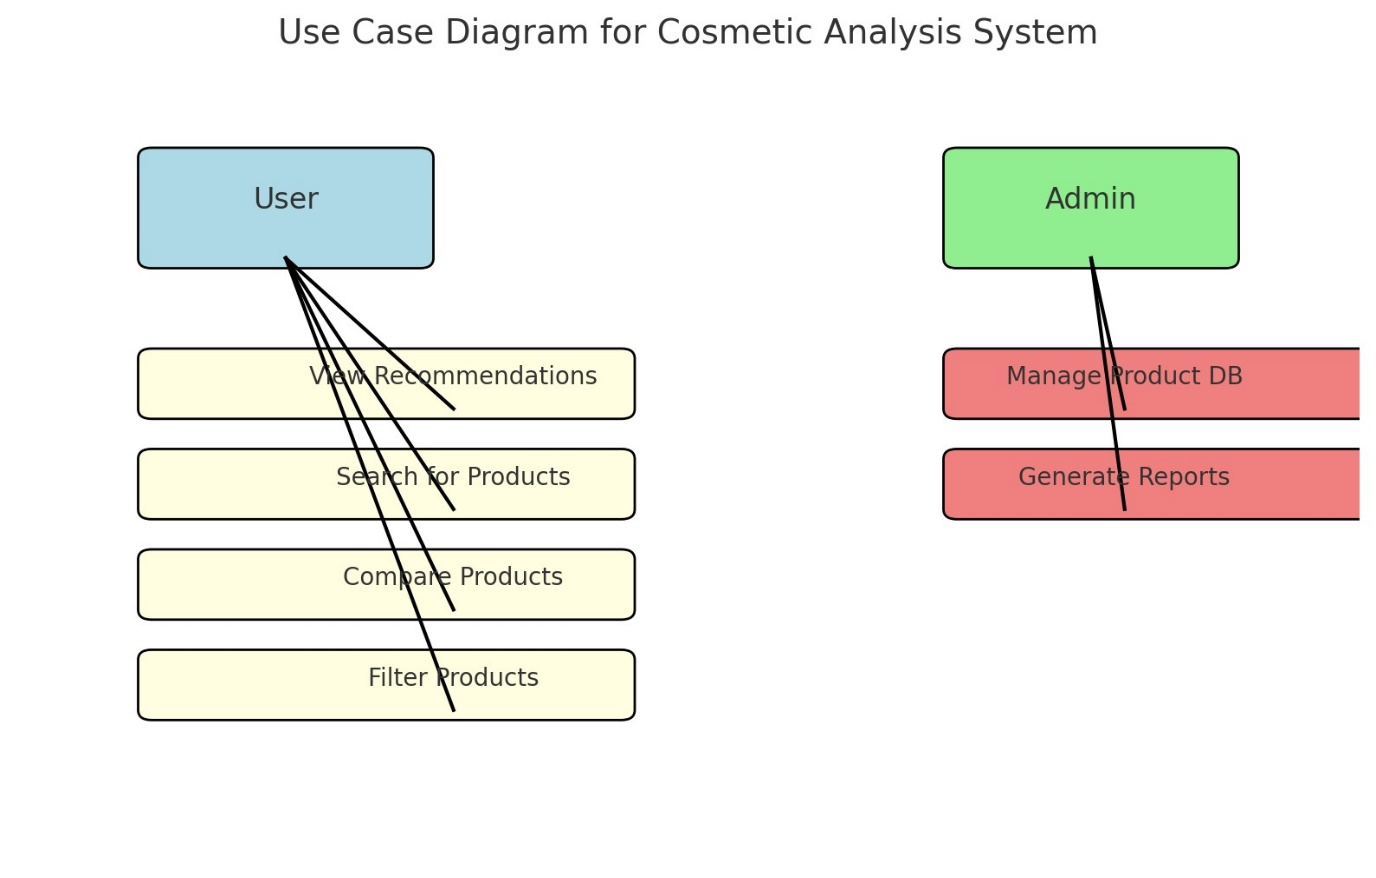 Use Case Diagram for Cosmetic Analysis System
User
Admin
View Recommendations
Manage Product DB
Search for Products
Generate Reports
Compare Products
Filter Products